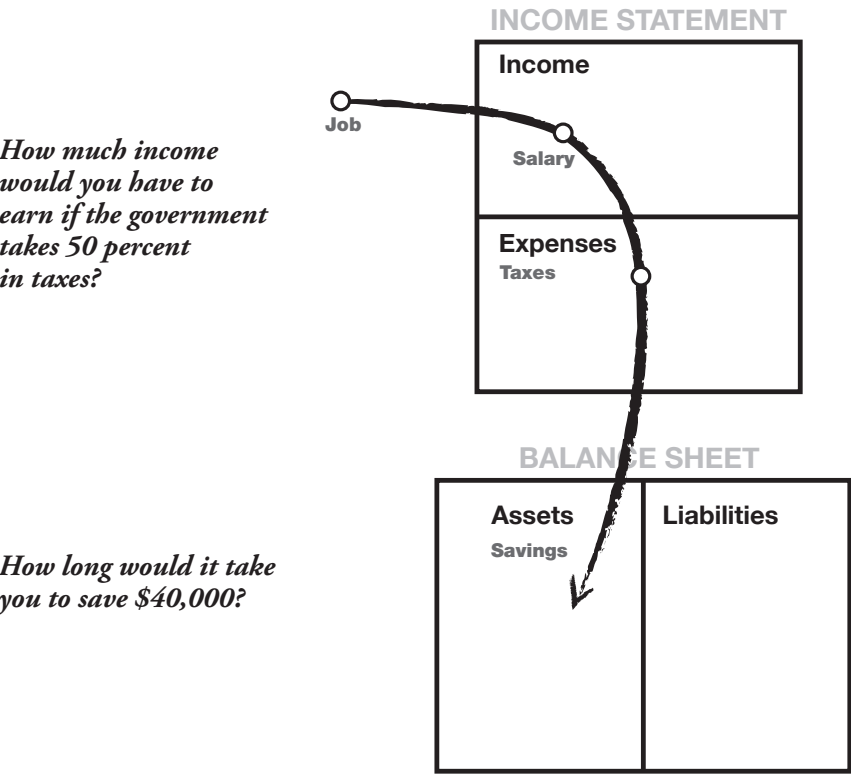 INCOME STATEMENT
Income
Job
Salary
How much income
would you have to
earn if the government
takes 50 percent
in taxes?
Expenses
Taxes
BALANCE SHEET
Assets
Liabilities
Savings
How long would it take
you to save $40,000?